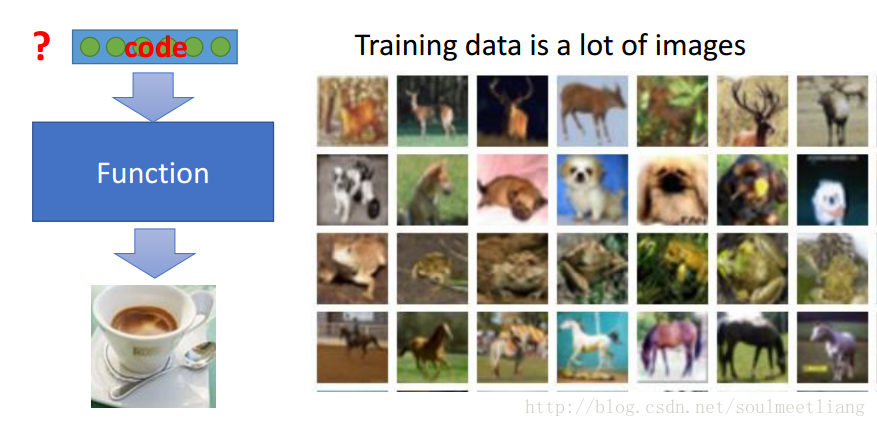 ? code
Training data is a lot of images
Function
http://blog.csdn.net/soulmeetliang